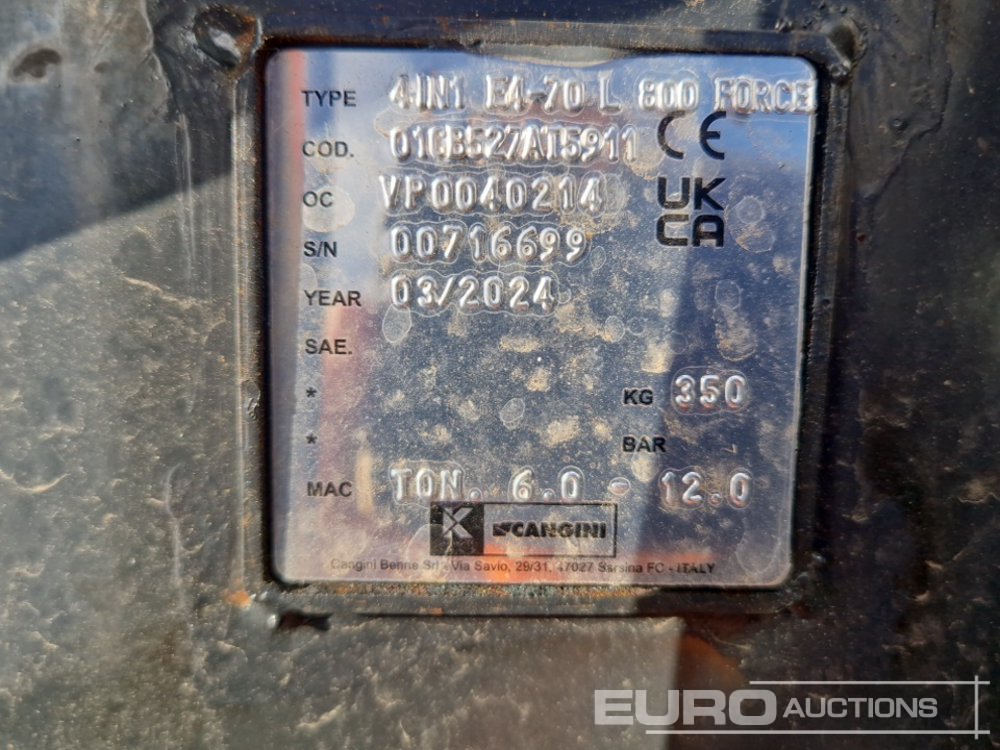 TYPE 4IN1 E4-70 L 800 FORCE
COD. 01GB527AT5911 CE
OC VP0040214 UK
CA
S/N 00716699
YEAR 03/2024
SAE.
* KG 350
* BAR
MAC TON. 6.0 - 12.0
K CANGINI
Cangini Benne Srl - Via Savio, 29/31, 47027 Sarsina FC - ITALY
EURO AUCTIONS